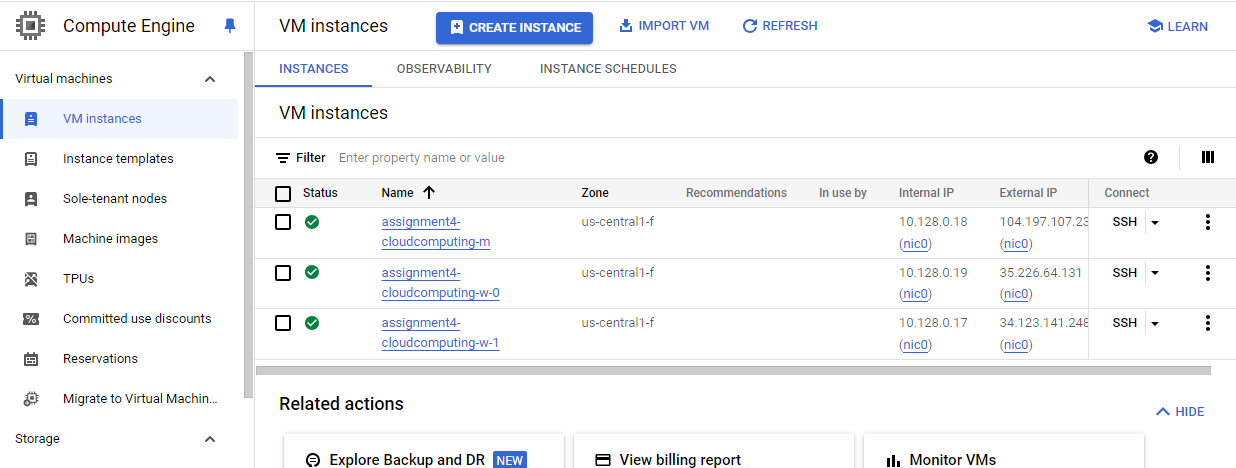 Compute Engine
VM instances
CREATE INSTANCE
IMPORT VM
REFRESH
LEARN
Virtual machines
VM instances
Instance templates
Sole-tenant nodes
Machine images
TPUs
Committed use discounts
Reservations
Migrate to Virtual Machin...
Storage
INSTANCES OBSERVABILITY INSTANCE SCHEDULES
VM instances
Filter Enter property name or value
Status Name Zone Recommendations In use by Internal IP External IP Connect
assignment4- us-central1-f 10.128.0.18 104.197.107.23 SSH
cloudcomputing-m (nic0) (nic0)
assignment4- us-central1-f 10.128.0.19 35.226.64.131 SSH
cloudcomputing-w-0 (nic0) (nic0)
assignment4- us-central1-f 10.128.0.17 34.123.141.248 SSH
cloudcomputing-w-1 (nic0) (nic0)
Related actions
HIDE
Explore Backup and DR NEW
View billing report
Monitor VMs